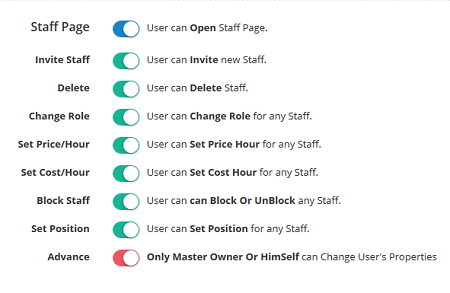 Staff Page User can Open Staff Page.
Invite Staff User can Invite new Staff.
Delete User can Delete Staff.
Change Role User can Change Role for any Staff.
Set Price/Hour User can Set Price Hour for any Staff.
Set Cost/Hour User can Set Cost Hour for any Staff.
Block Staff User can can Block Or UnBlock any Staff.
Set Position User can Set Position for any Staff.
Advance Only Master Owner Or HimSelf can Change User's Properties